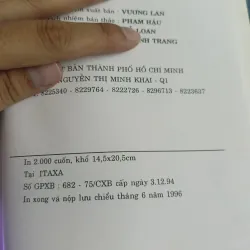 xuất bản : VƯƠNG LAN
bản thảo : PHẠM HẬU
LOAN
TRANG
BẢN THÀNH PHỐ HỒ CHÍ MINH
NGUYỄN THỊ MINH KHAI - Q1
: 8225340 - 8229764 - 8222726 - 8296713 - 8223637
In 2.000 cuốn, khổ 14,5x20,5cm
Tại ITAXA
Số GPXB : 682 - 75/CXB cấp ngày 3.12.94
In xong và nộp lưu chiểu tháng 6 năm 1996